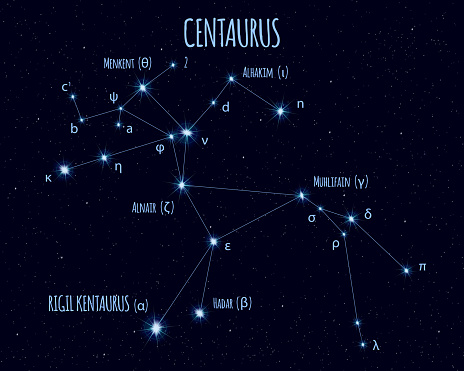 CENTAURUS
Menkent (θ)
2
Alhakim (ι)
c'
ψ
d
n
b
a
φ
ν
κ
η
Alnair (ζ)
Muhlifain (γ)
σ
δ
ε
ρ
π
RIGIL KENTAURUS (α)
Hadar (β)
λ